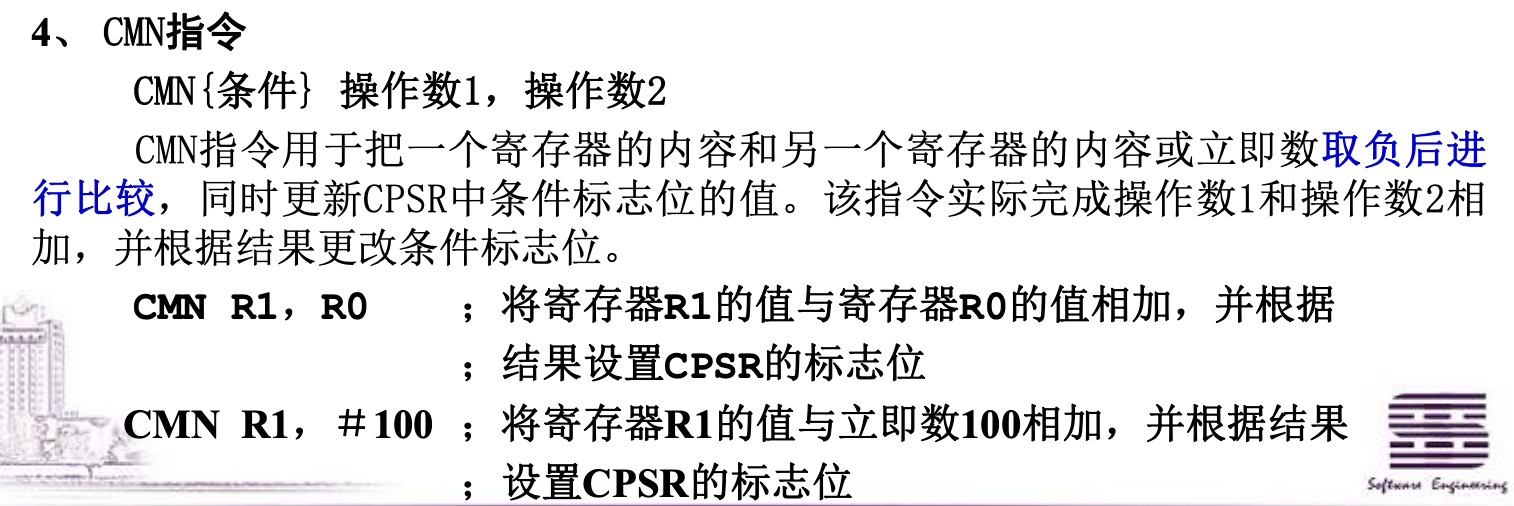 4、 CMN指令
CMN{条件} 操作数1，操作数2
CMN指令用于把一个寄存器的内容和另一个寄存器的内容或立即数取负后进
行比较，同时更新CPSR中条件标志位的值。该指令实际完成操作数1和操作数2相
加，并根据结果更改条件标志位。
CMN R1，R0 ；将寄存器R1的值与寄存器R0的值相加，并根据
；结果设置CPSR的标志位
CMN R1，＃100 ；将寄存器R1的值与立即数100相加，并根据结果
；设置CPSR的标志位
Software Engineering